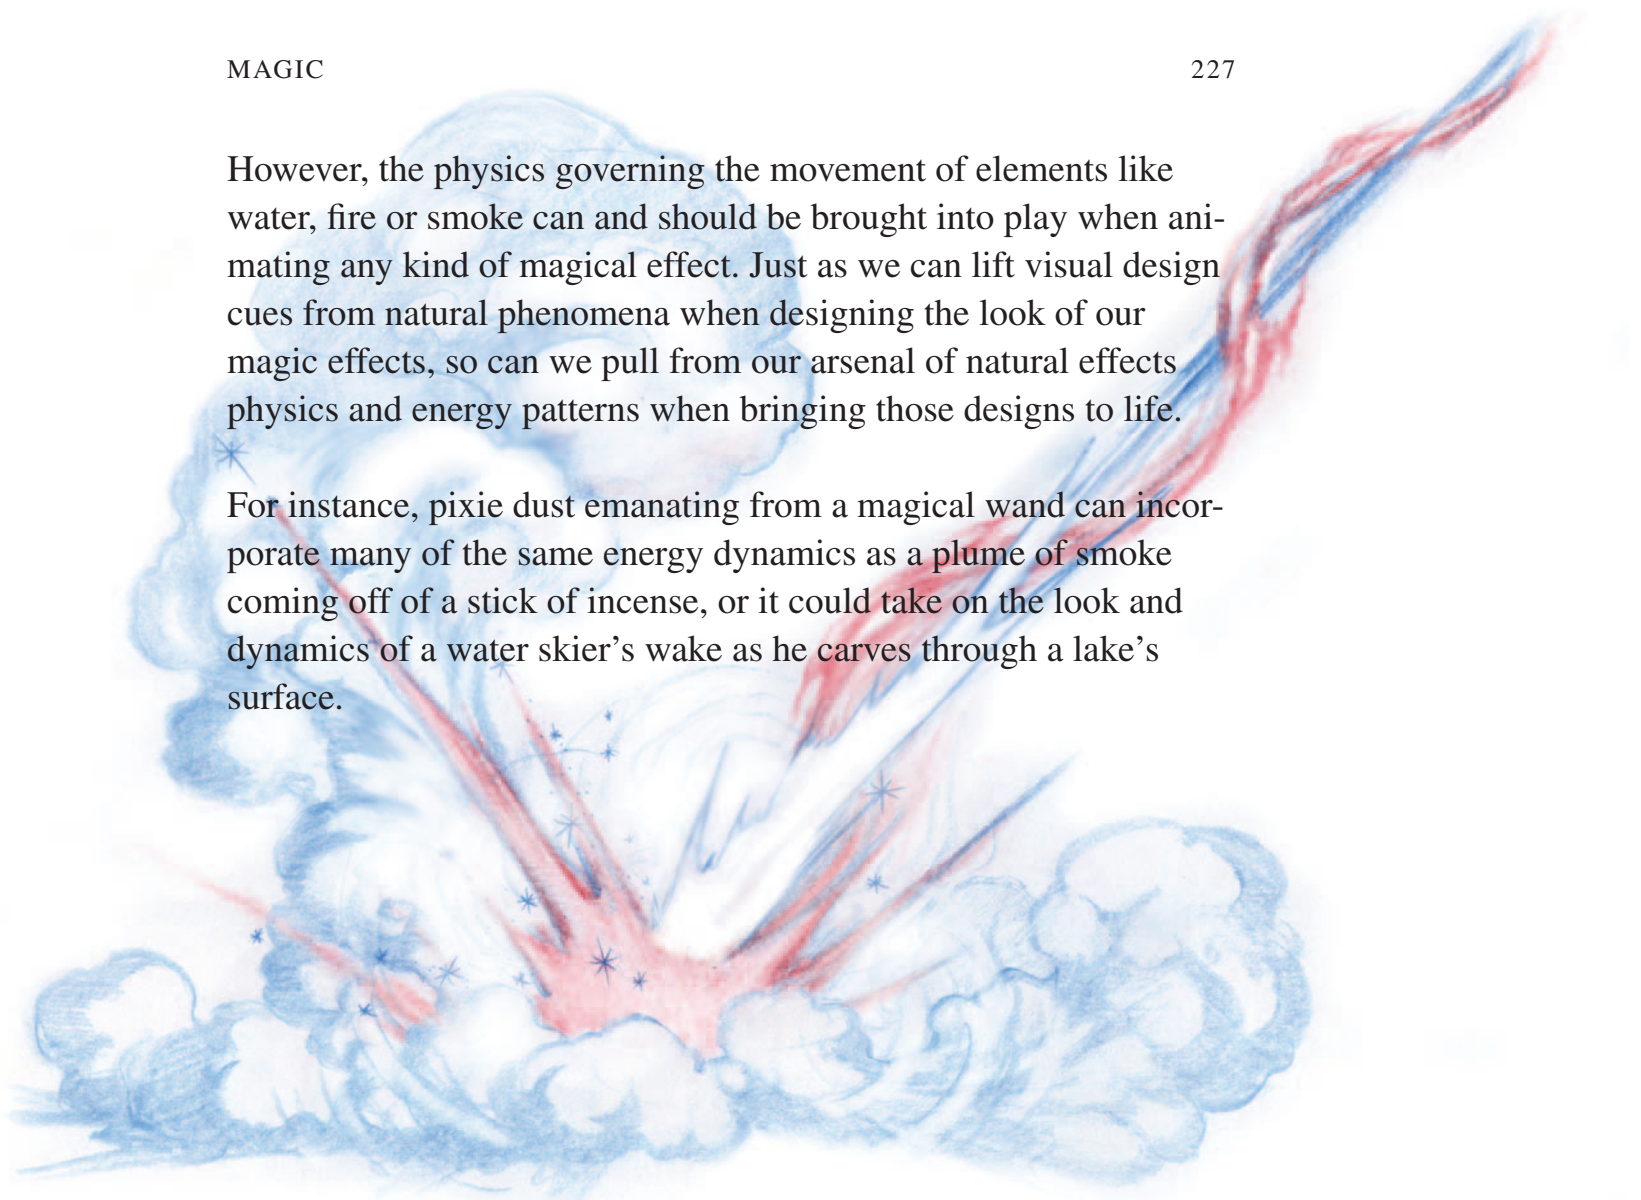 MAGIC 227
However, the physics governing the movement of elements like
water, fire or smoke can and should be brought into play when ani-
mating any kind of magical effect. Just as we can lift visual design
cues from natural phenomena when designing the look of our
magic effects, so can we pull from our arsenal of natural effects
physics and energy patterns when bringing those designs to life.
For instance, pixie dust emanating from a magical wand can incor-
porate many of the same energy dynamics as a plume of smoke
coming off of a stick of incense, or it could take on the look and
dynamics of a water skier’s wake as he carves through a lake’s
surface.